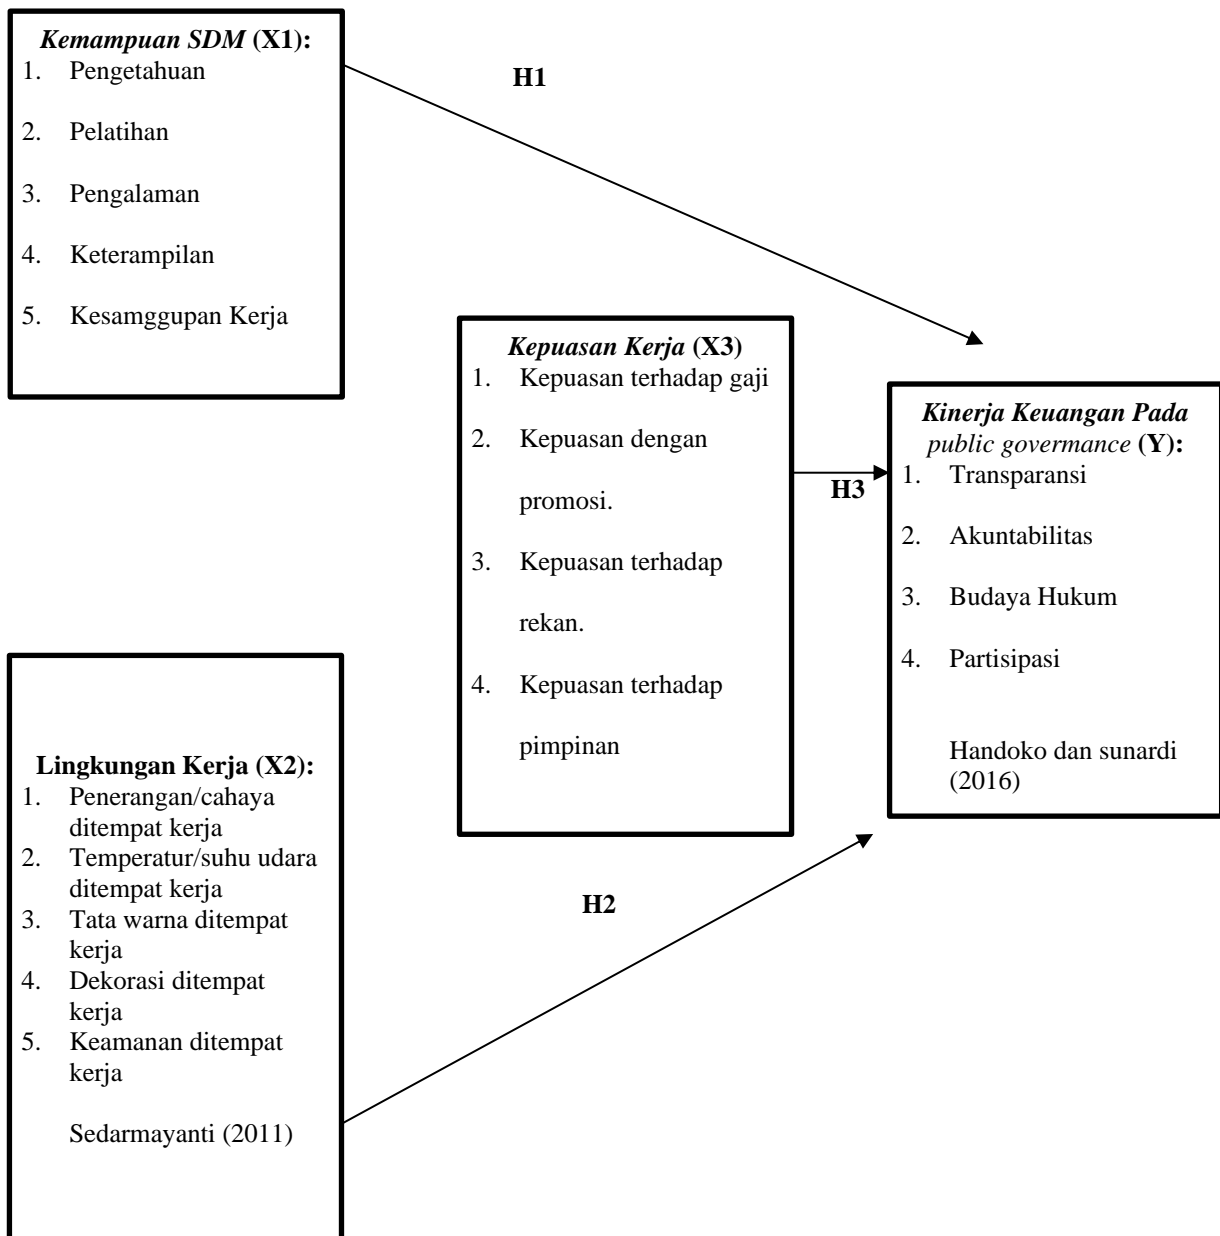 Kemampuan SDM (X1):
1. Pengetahuan
2. Pelatihan
3. Pengalaman
4. Keterampilan
5. Kesamggupan Kerja
H1
Kepuasan Kerja (X3)
1. Kepuasan terhadap gaji
2. Kepuasan dengan
promosi.
3. Kepuasan terhadap
rekan.
4. Kepuasan terhadap
pimpinan
H3
Kinerja Keuangan Pada
public govermance (Y):
1. Transparansi
2. Akuntabilitas
3. Budaya Hukum
4. Partisipasi
Handoko dan sunardi
(2016)
Lingkungan Kerja (X2):
1. Penerangan/cahaya
ditempat kerja
2. Temperatur/suhu udara
ditempat kerja
3. Tata warna ditempat
kerja
4. Dekorasi ditempat
kerja
5. Keamanan ditempat
kerja
Sedarmayanti (2011)
H2